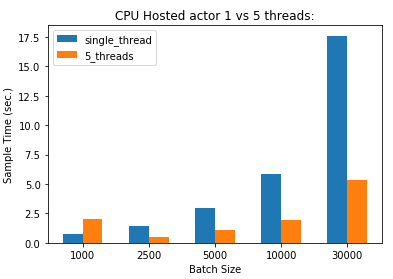 CPU Hosted actor 1 vs 5 threads:
single_thread
5_threads
17.5
15.0
12.5
10.0
7.5
5.0
2.5
0.0
Sample Time (sec.)
1000 2500 5000 10000 30000
Batch Size